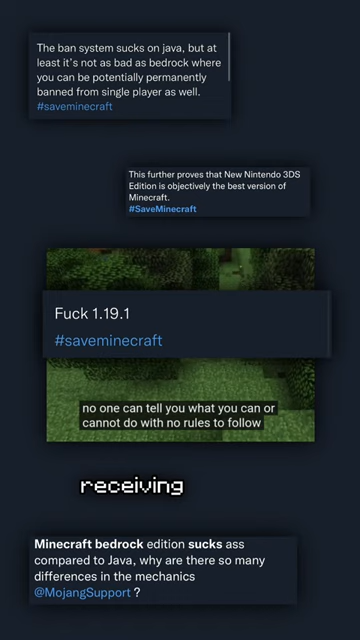 The ban system sucks on java, but at
least it's not as bad as bedrock where
you can be potentially permanently
banned from single player as well.
#saveminecraft
This further proves that New Nintendo 3DS
Edition is objectively the best version of
Minecraft.
#SaveMinecraft
Fuck 1.19.1
#saveminecraft
no one can tell you what you can or
cannot do with no rules to follow
receiving
Minecraft bedrock edition sucks ass
compared to Java, why are there so many
differences in the mechanics
@MojangSupport ?